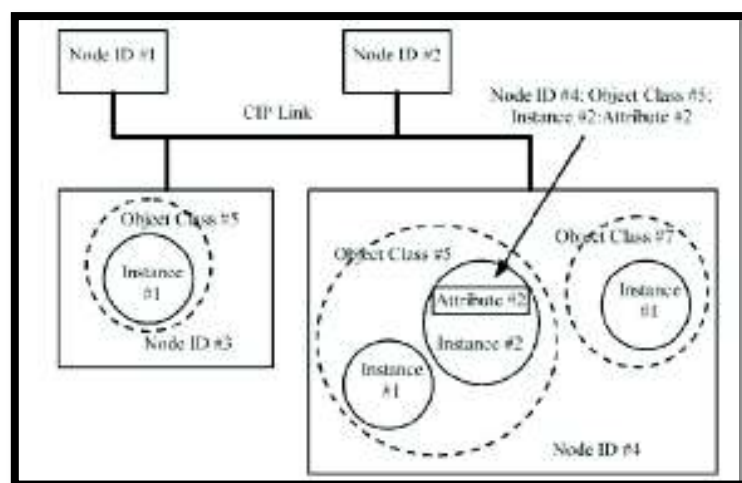 Node ID #1
Node ID #2
CIP Link
Node ID #4: Object Class #5:
Instance #2:Attribute #2
Object Class #5
Instance
#1
Node ID #3
Object Class #5
Attribute #2
Instance #2
Instance
#1
Object Class #7
Instance
#1
Node ID #4